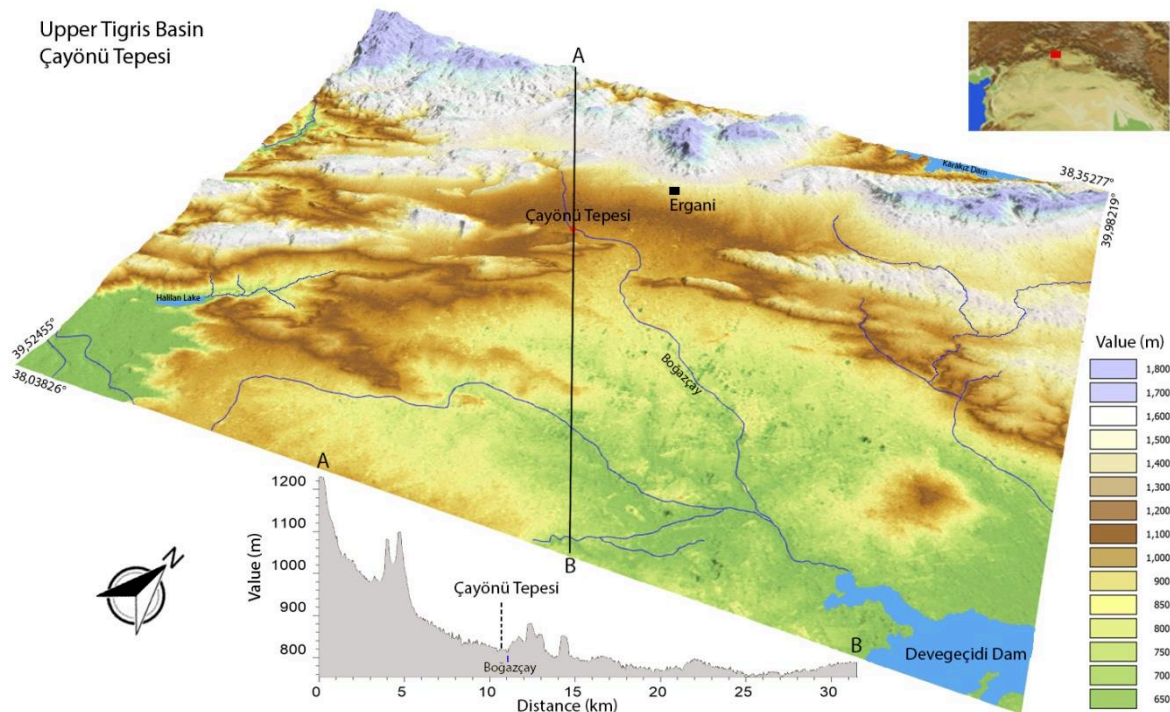 Upper Tigris Basin
Çayönü Tepesi
A
Karakız Dam
38,35277°
39,98219°
Ergani
Çayönü Tepesi
Halilan Lake
39,52455°
38,03826°
Boğazçay
B
Devegeçidi Dam
N
Value (m)
1,800
1,700
1,600
1,500
1,400
1,300
1,200
1,100
1,000
900
850
800
750
700
650
A
1200
1100
1000
900
800
Value (m)
Çayönü Tepesi
Boğazçay
B
0 5 10 15 20 25 30
Distance (km)